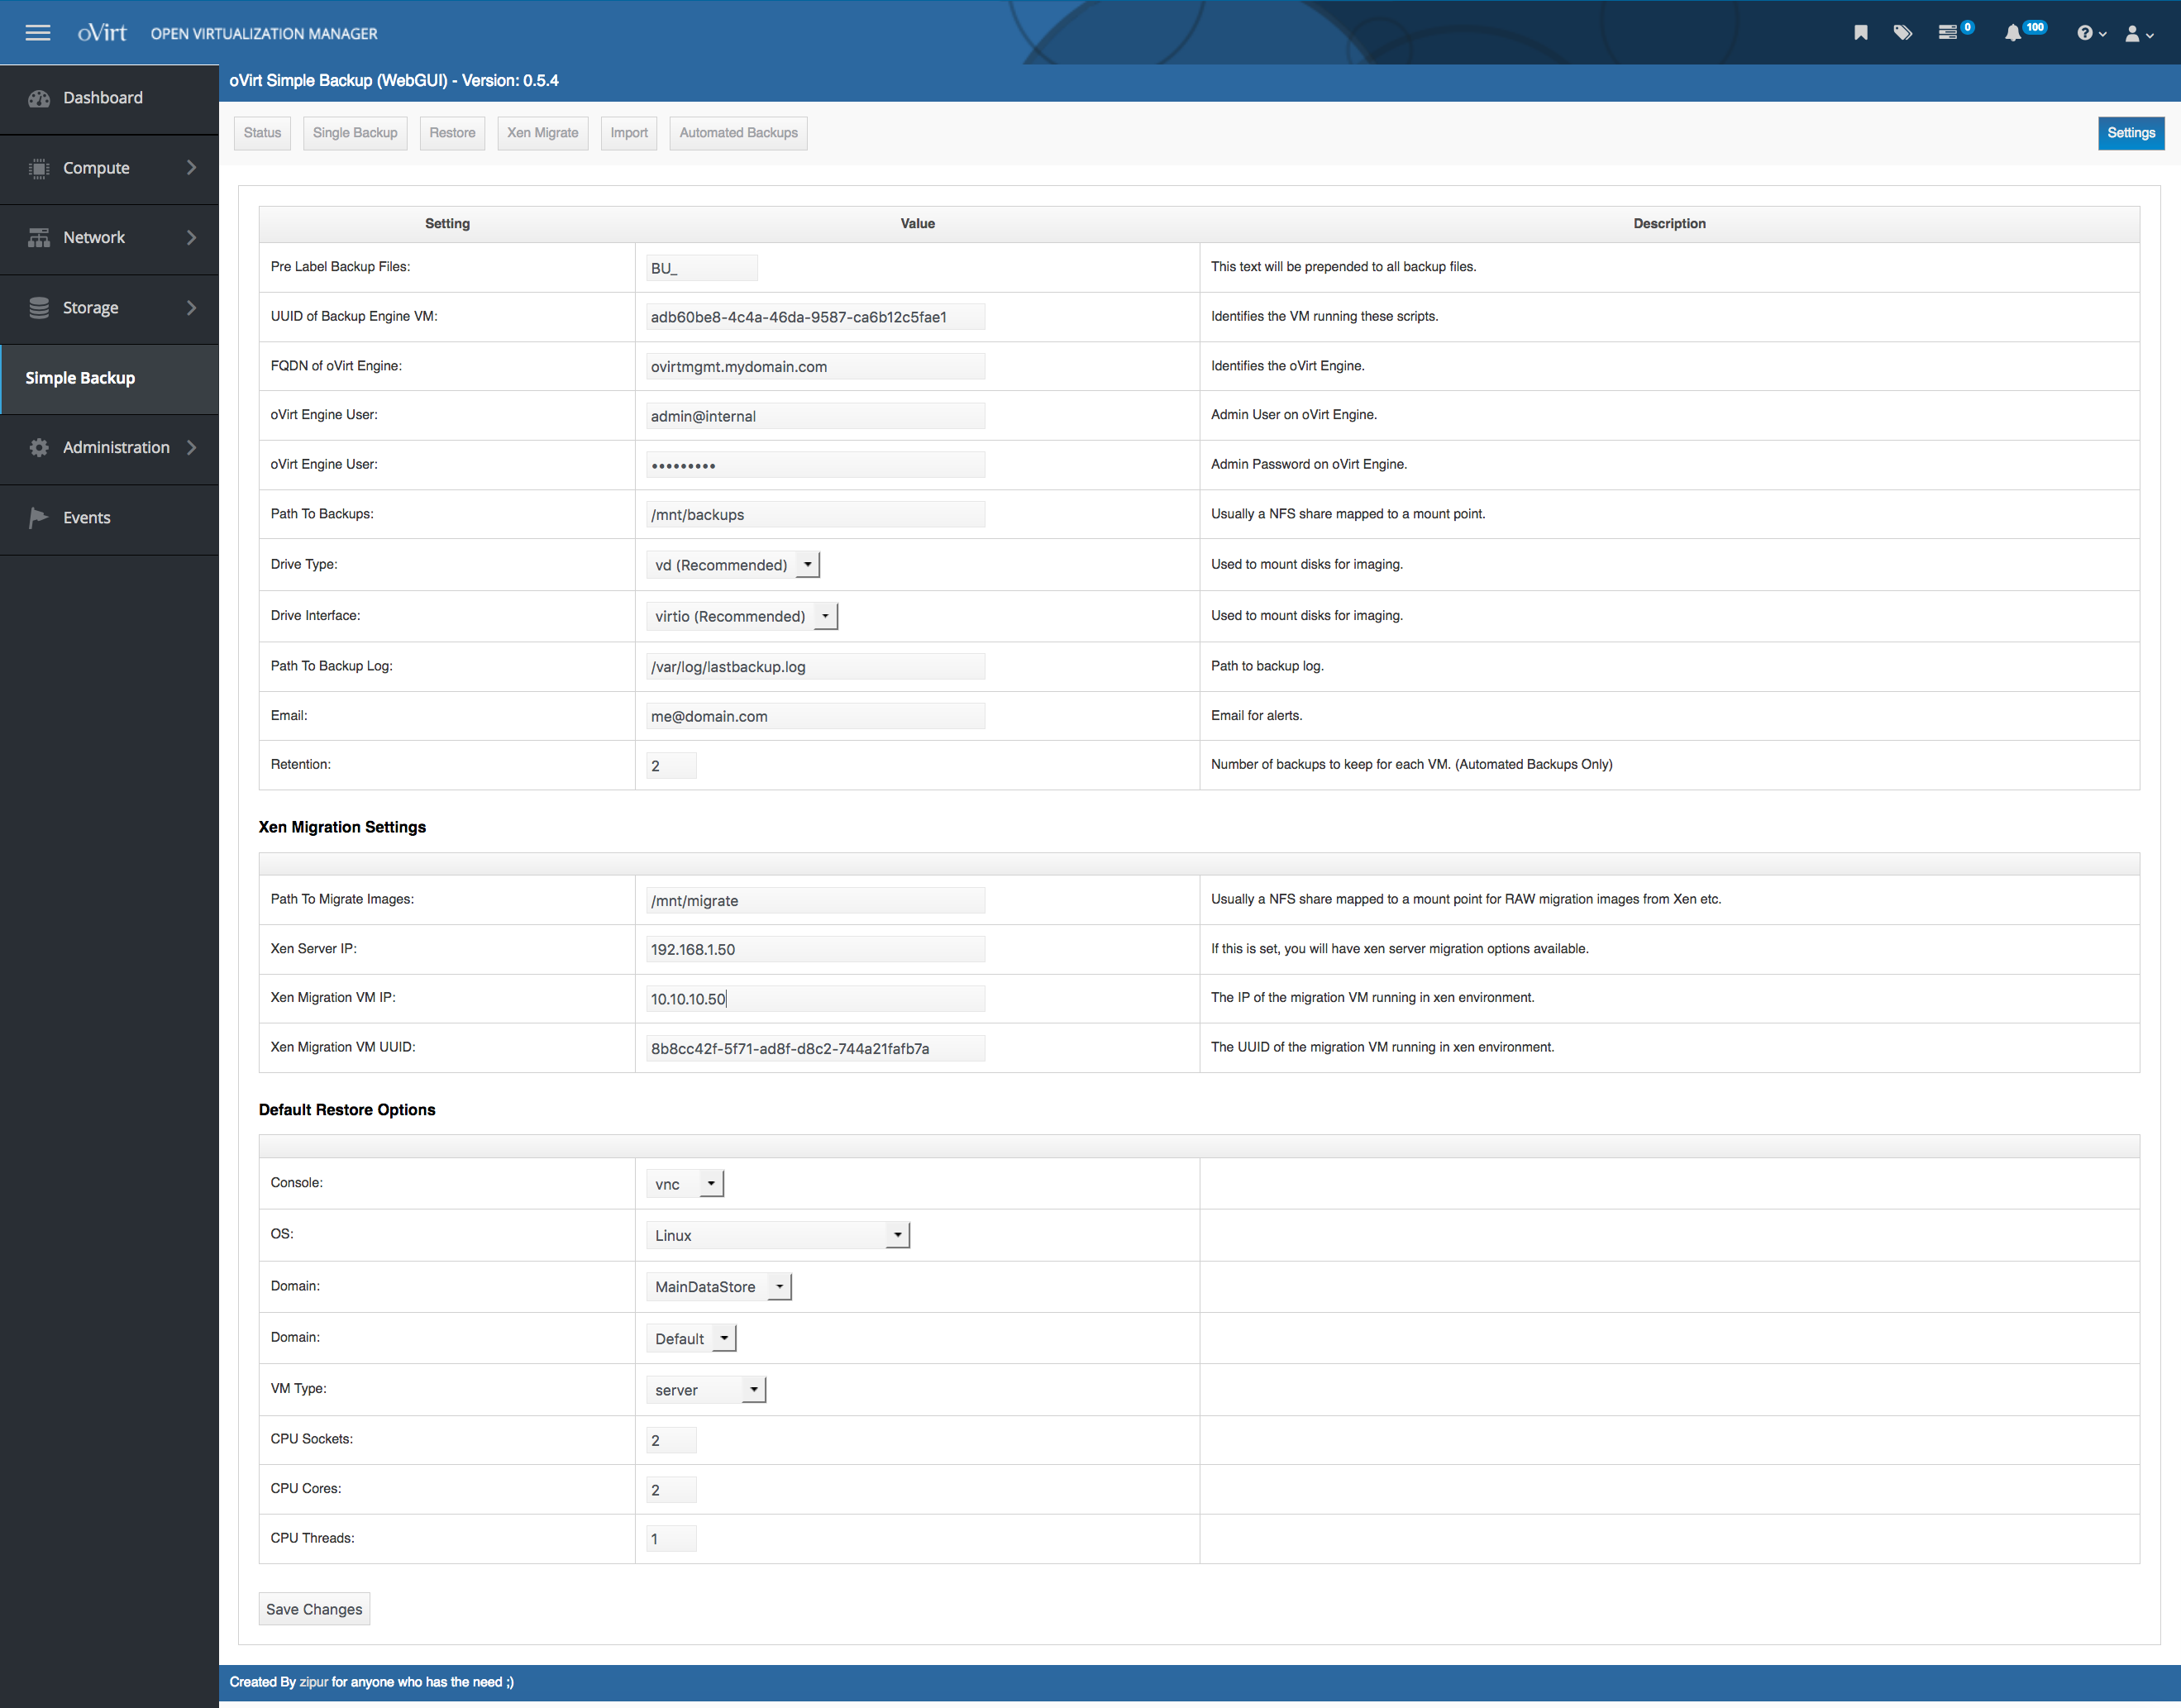 oVirt OPEN VIRTUALIZATION MANAGER 0 100
oVirt Simple Backup (WebGUI) - Version: 0.5.4
Dashboard
Compute
Network
Storage
Simple Backup
Administration
Events
Status Single Backup Restore Xen Migrate Import Automated Backups Settings
Setting Value Description
Pre Label Backup Files: BU_ This text will be prepended to all backup files.
UUID of Backup Engine VM: adb60be8-4c4a-46da-9587-ca6b12c5fae1 Identifies the VM running these scripts.
FQDN of oVirt Engine: ovirtmgmt.mydomain.com Identifies the oVirt Engine.
oVirt Engine User: admin@internal Admin User on oVirt Engine.
oVirt Engine User: ••••••••• Admin Password on oVirt Engine.
Path To Backups: /mnt/backups Usually a NFS share mapped to a mount point.
Drive Type: vd (Recommended) Used to mount disks for imaging.
Drive Interface: virtio (Recommended) Used to mount disks for imaging.
Path To Backup Log: /var/log/lastbackup.log Path to backup log.
Email: me@domain.com Email for alerts.
Retention: 2 Number of backups to keep for each VM. (Automated Backups Only)
Xen Migration Settings
Path To Migrate Images: /mnt/migrate Usually a NFS share mapped to a mount point for RAW migration images from Xen etc.
Xen Server IP: 192.168.1.50 If this is set, you will have xen server migration options available.
Xen Migration VM IP: 10.10.10.50 The IP of the migration VM running in xen environment.
Xen Migration VM UUID: 8b8cc42f-5f71-ad8f-d8c2-744a21fafb7a The UUID of the migration VM running in xen environment.
Default Restore Options
Console: vnc
OS: Linux
Domain: MainDataStore
Domain: Default
VM Type: server
CPU Sockets: 2
CPU Cores: 2
CPU Threads: 1
Save Changes
Created By zipur for anyone who has the need ;)